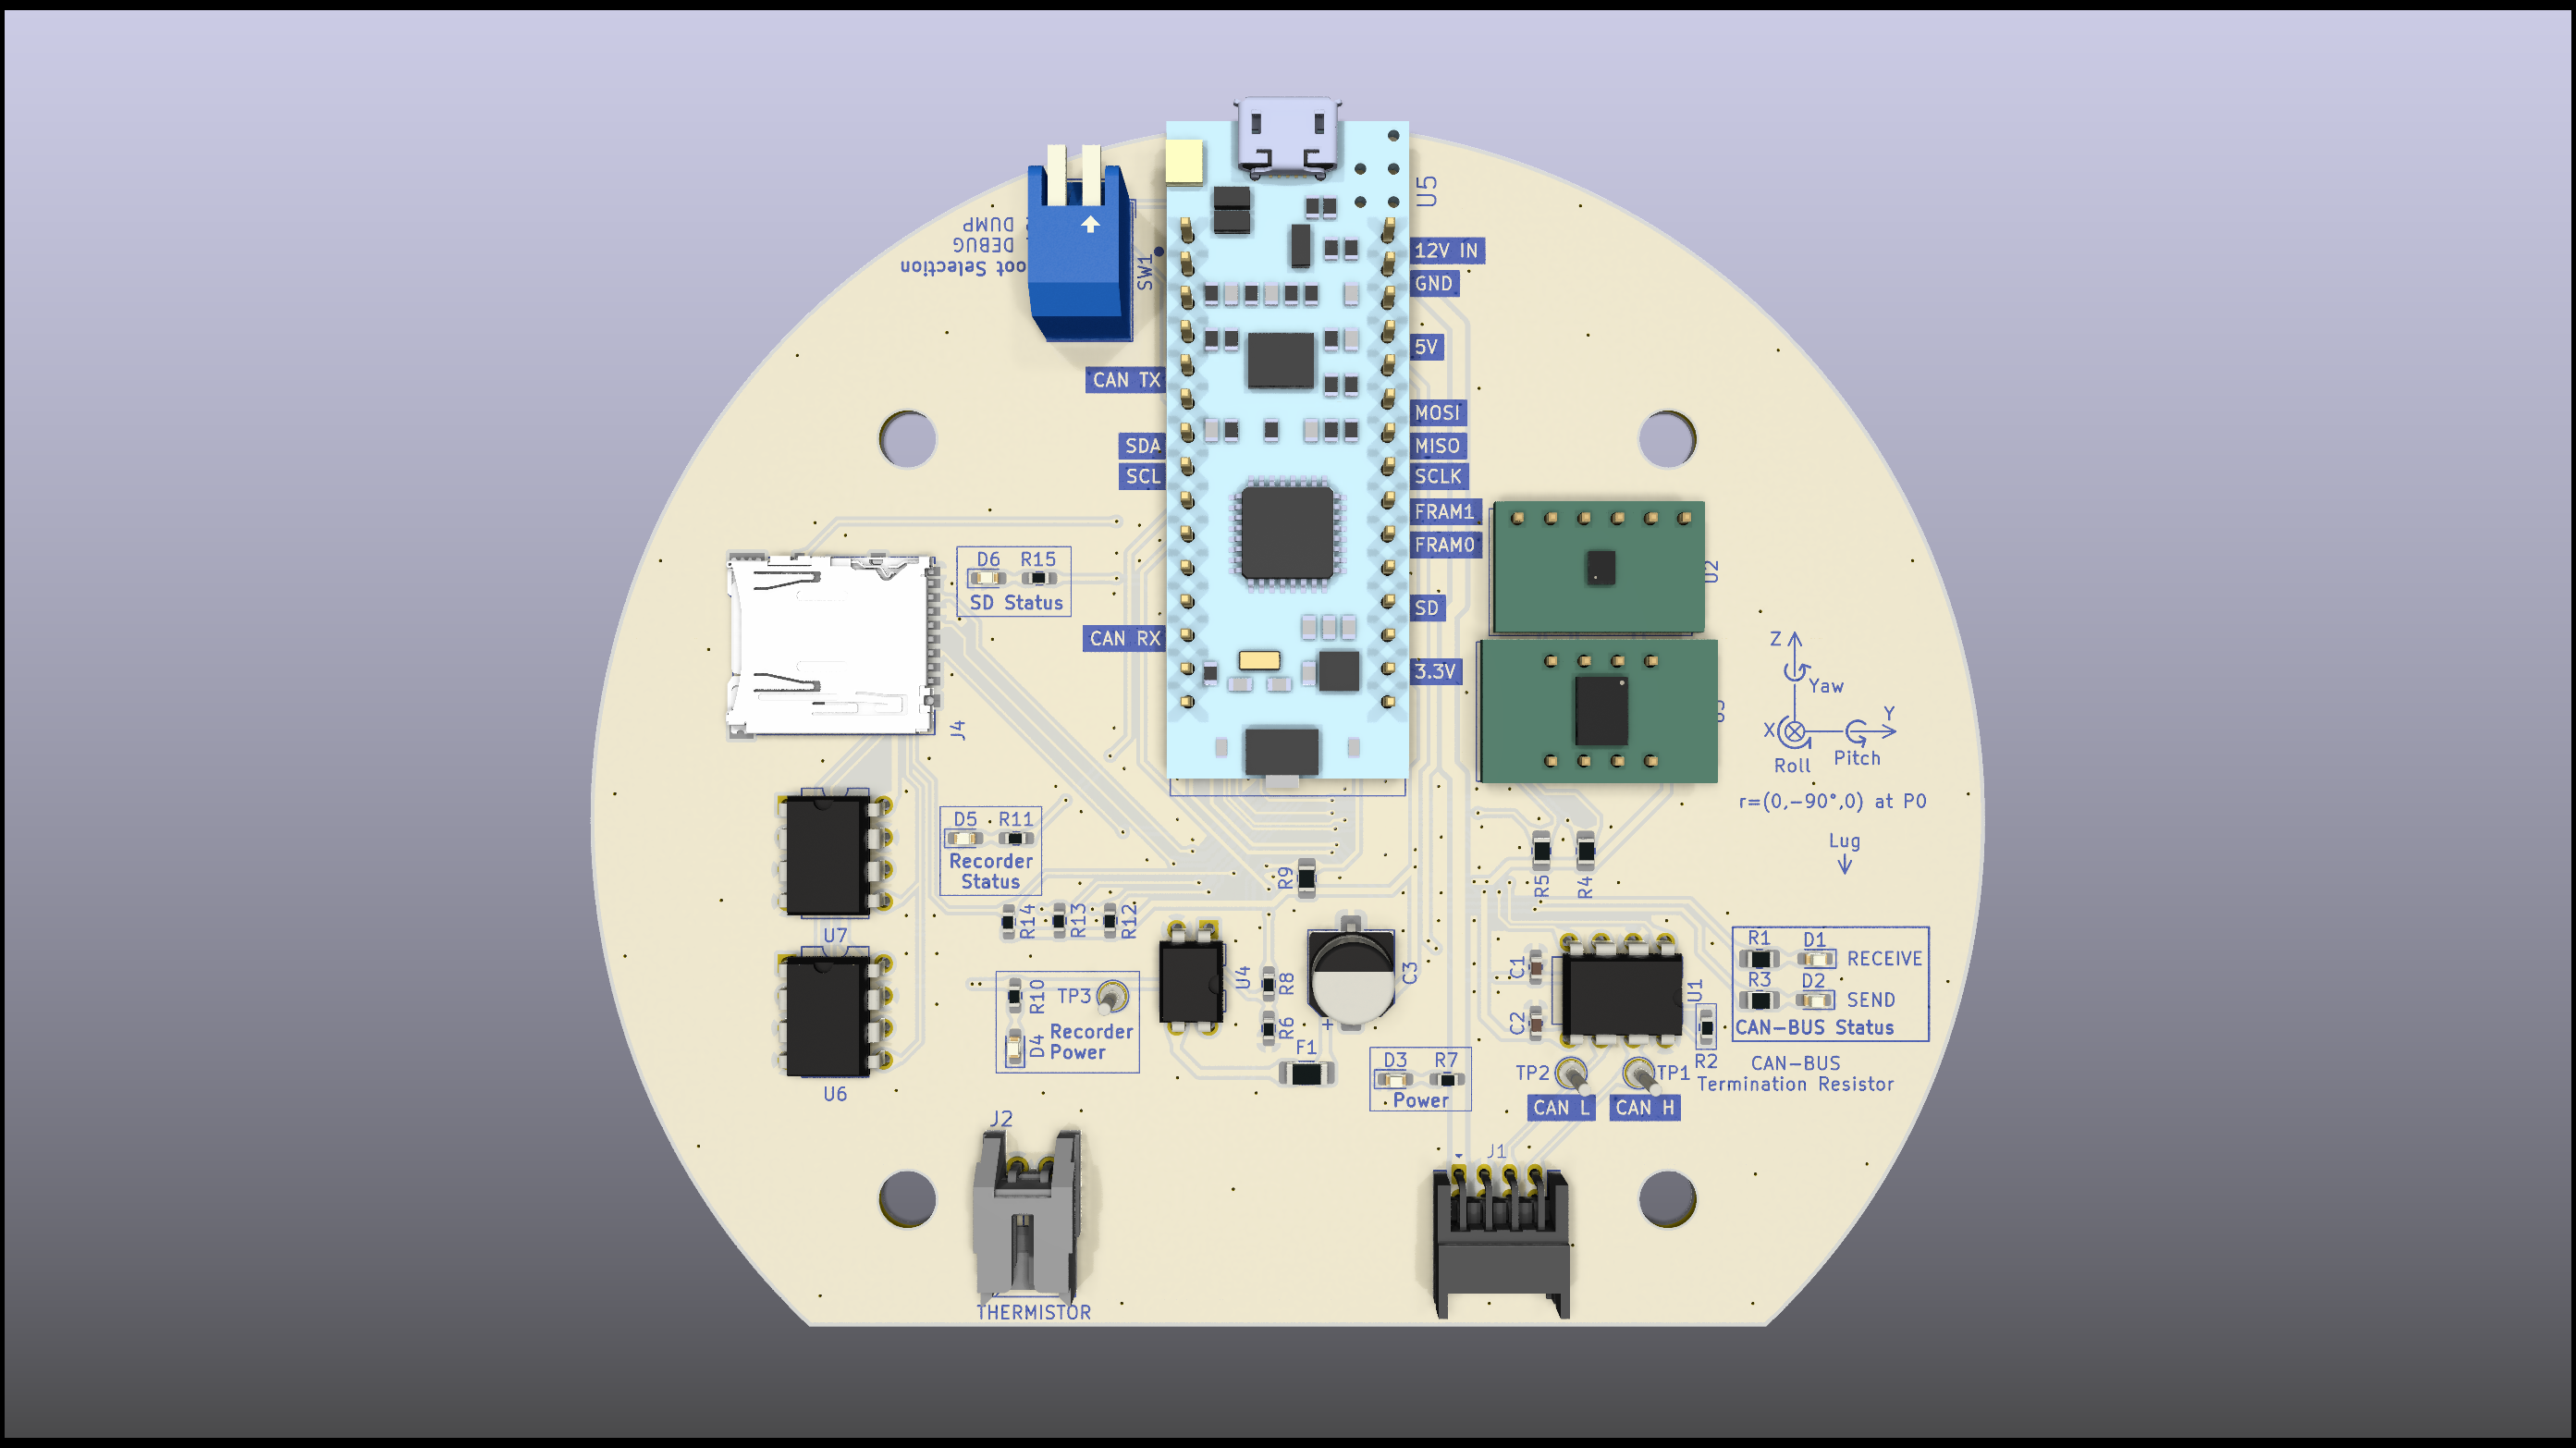 U5
DUMP
DEBUG
oot Selection
SW1
12V IN
GND
5V
CAN TX
MOSI
SDA
MISO
SCL
SCLK
FRAM1
FRAM0
D6 R15
SD Status
U2
SD
CAN RX
3.3V
Z
Yaw
X
Y
Roll
Pitch
r=(0,-90°,0) at P0
Lug
J4
D5 R11
Recorder
Status
R9
R5
R4
R14
R13
R12
U7
U4
R8
C3
C1
U1
R1 D1 RECEIVE
R3 D2 SEND
CAN-BUS Status
R10
TP3
D4
Recorder
Power
R6
+
F1
C2
R2
CAN-BUS
Termination Resistor
TP2
TP1
CAN L
CAN H
D3 R7
Power
U6
J2
J1
THERMISTOR